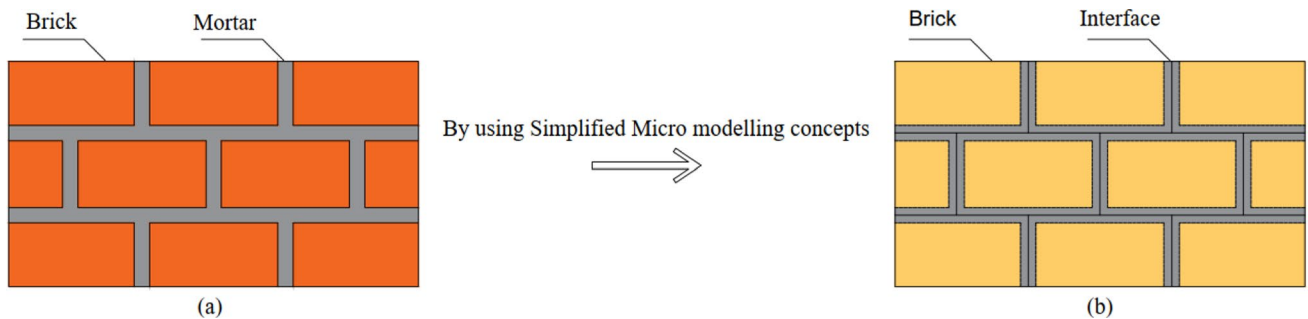 Brick
Mortar
By using Simplified Micro modelling concepts
Brick
Interface
(a)
(b)